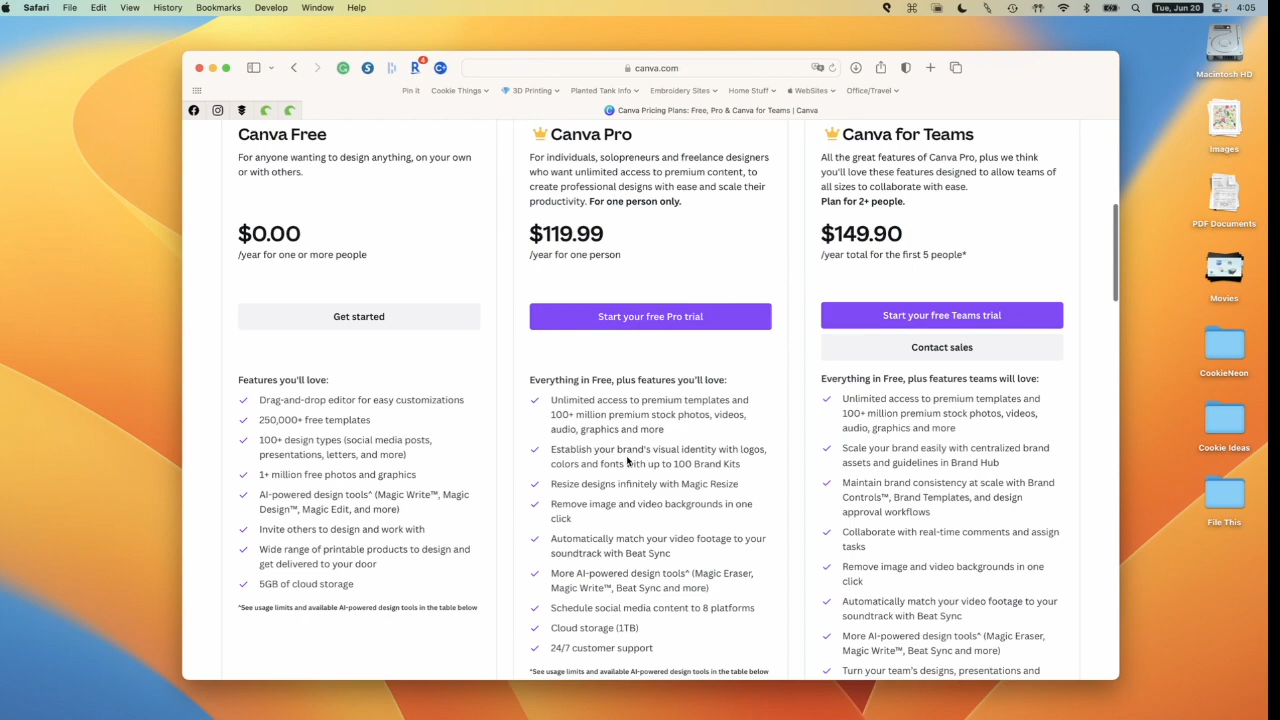 Safari File Edit View History Bookmarks Develop Window Help
Tue, Jun 20 4:05
Macintosh HD
Images
PDF Documents
Movies
CookieNeon
Cookie Ideas
File This
4
canva.com
Pin It Cookie Things 3D Printing Planted Tank Info Embroidery Sites Home Stuff WebSites Office/Travel
Canva Pricing Plans: Free, Pro & Canva for Teams | Canva
Canva Free
For anyone wanting to design anything, on your own
or with others.
$0.00
/year for one or more people
Get started
Features you'll love:
Drag-and-drop editor for easy customizations
250,000+ free templates
100+ design types (social media posts,
presentations, letters, and more)
1+ million free photos and graphics
AI-powered design tools^ (Magic Write™, Magic
Design™, Magic Edit, and more)
Invite others to design and work with
Wide range of printable products to design and
get delivered to your door
5GB of cloud storage
^See usage limits and available AI-powered design tools in the table below
Canva Pro
For individuals, solopreneurs and freelance designers
who want unlimited access to premium content, to
create professional designs with ease and scale their
productivity. For one person only.
$119.99
/year for one person
Start your free Pro trial
Everything in Free, plus features you'll love:
Unlimited access to premium templates and
100+ million premium stock photos, videos,
audio, graphics and more
Establish your brand's visual identity with logos,
colors and fonts with up to 100 Brand Kits
Resize designs infinitely with Magic Resize
Remove image and video backgrounds in one
click
Automatically match your video footage to your
soundtrack with Beat Sync
More AI-powered design tools^ (Magic Eraser,
Magic Write™, Beat Sync and more)
Schedule social media content to 8 platforms
Cloud storage (1TB)
24/7 customer support
^See usage limits and available AI-powered design tools in the table below
Canva for Teams
All the great features of Canva Pro, plus we think
you'll love these features designed to allow teams of
all sizes to collaborate with ease.
Plan for 2+ people.
$149.90
/year total for the first 5 people*
Start your free Teams trial
Contact sales
Everything in Free, plus features teams will love:
Unlimited access to premium templates and
100+ million premium stock photos, videos,
audio, graphics and more
Scale your brand easily with centralized brand
assets and guidelines in Brand Hub
Maintain brand consistency at scale with Brand
Controls™, Brand Templates, and design
approval workflows
Collaborate with real-time comments and assign
tasks
Remove image and video backgrounds in one
click
Automatically match your video footage to your
soundtrack with Beat Sync
More AI-powered design tools^ (Magic Eraser,
Magic Write™, Beat Sync and more)
Turn your team's designs, presentations and